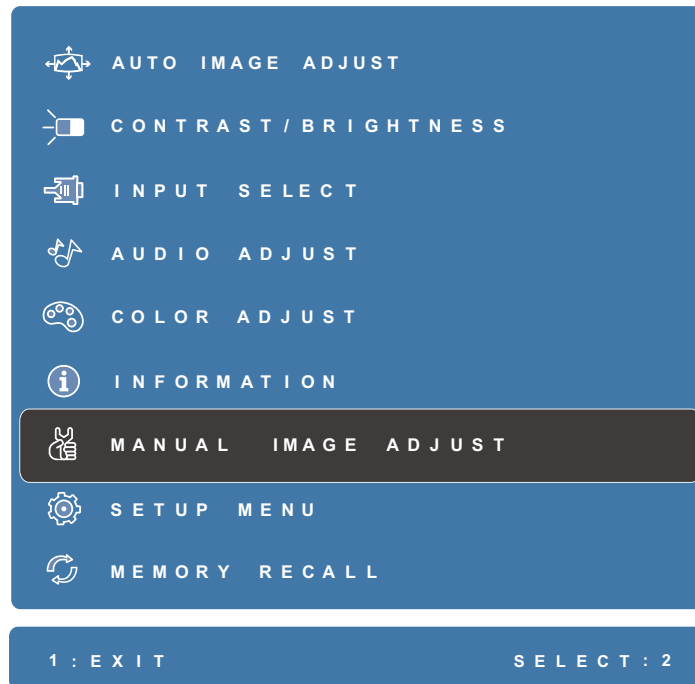 AUTO IMAGE ADJUST
CONTRAST/BRIGHTNESS
INPUT SELECT
AUDIO ADJUST
COLOR ADJUST
INFORMATION
MANUAL IMAGE ADJUST
SETUP MENU
MEMORY RECALL
1:EXIT SELECT:2